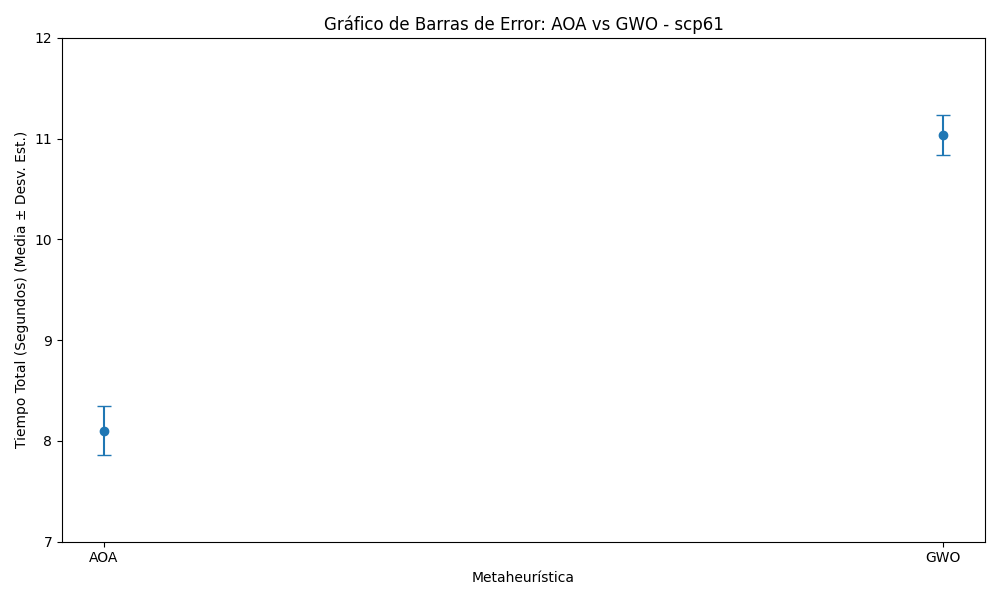 Gráfico de Barras de Error: AOA vs GWO - scp61
Tiempo Total (Segundos) (Media ± Desv. Est.)
12
11
10
9
8
7
AOA
GWO
Metaheurística